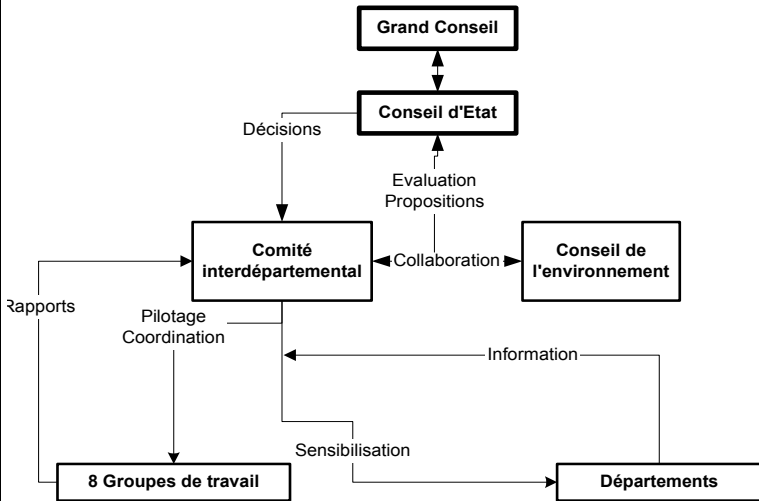 Grand Conseil
Conseil d'Etat
Décisions
Evaluation
Propositions
Comité
interdépartemental
Collaboration
Conseil de
l'environnement
Rapports
Pilotage
Coordination
Information
Sensibilisation
8 Groupes de travail
Départements